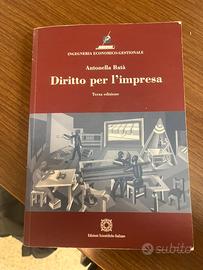 INGEGNERIA ECONOMICO-GESTIONALE
Antonella Batà
Diritto per l'impresa
Terza edizione
Edizioni Scientifiche Italiane
subito